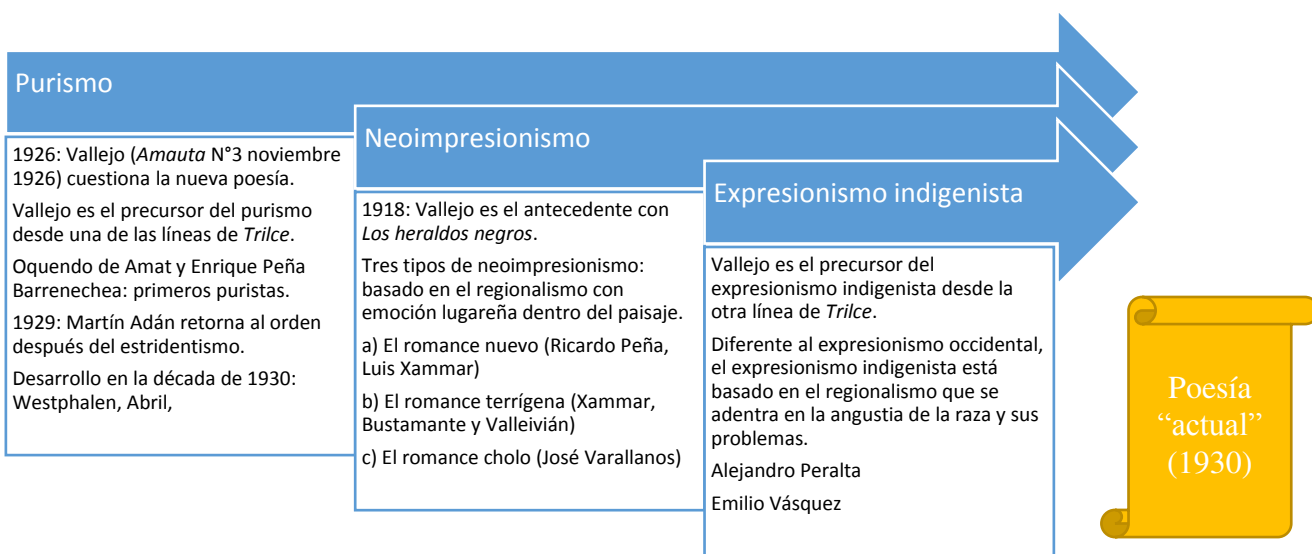 Purismo
1926: Vallejo (Amauta N°3 noviembre
1926) cuestiona la nueva poesía.
Vallejo es el precursor del purismo
desde una de las líneas de Trilce.
Oquendo de Amat y Enrique Peña
Barrenechea: primeros puristas.
1929: Martín Adán retorna al orden
después del estridentismo.
Desarrollo en la década de 1930:
Westphalen, Abril,
Neoimpresionismo
1918: Vallejo es el antecedente con
Los heraldos negros.
Tres tipos de neoimpresionismo:
basado en el regionalismo con
emoción lugareña dentro del paisaje.
a) El romance nuevo (Ricardo Peña,
Luis Xammar)
b) El romance terrígena (Xammar,
Bustamante y Valleivián)
c) El romance cholo (José Varallanos)
Expresionismo indigenista
Vallejo es el precursor del
expresionismo indigenista desde la
otra línea de Trilce.
Diferente al expresionismo occidental,
el expresionismo indigenista está
basado en el regionalismo que se
adentra en la angustia de la raza y sus
problemas.
Alejandro Peralta
Emilio Vásquez
Poesía
“actual”
(1930)